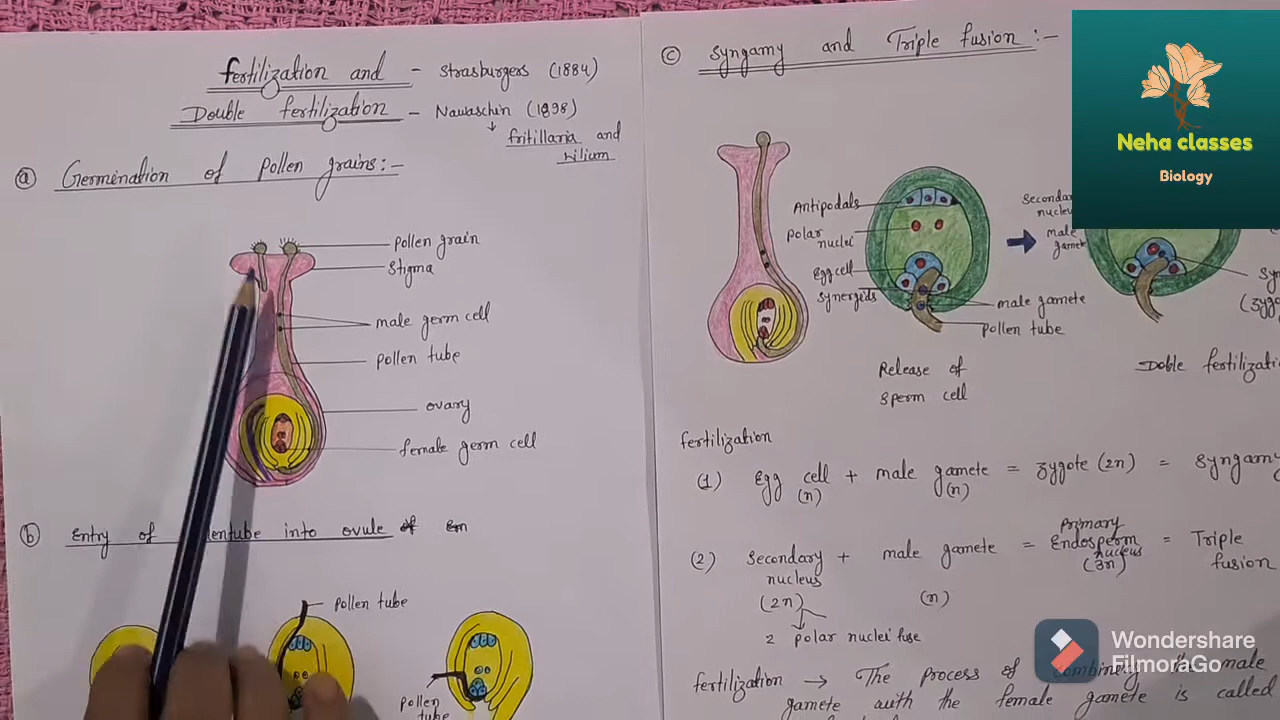 Fertilization and - Strasburgers (1884)
Double fertilization - Nawaschin (1898)
fritillaria and
lilium
(a) Germination of Pollen grains:-
Pollen grain
Stigma
male germ cell
Pollen tube
ovary
female germ cell
(b) Entry of into ovule
Pollen tube
Pollen
tube
(c) Syngamy and Triple fusion:-
Antipodals
Polar
nuclei
Egg cell
Synergids
male gamete
Pollen tube
Release of
Sperm cell
male
Doble
fertilization
(1) Egg cell + male gamete = zygote (2n) = Syngamy
(n) (n)
(2) Secondary + male gamete = Primary Endosperm = Triple
nucleus nucleus fusion
(2n) (n) (3n)
2 polar nuclei fuse
fertilization → The process of combining the male
gamete with the female gamete is called
Neha classes
Biology
Wondershare
FilmoraGo